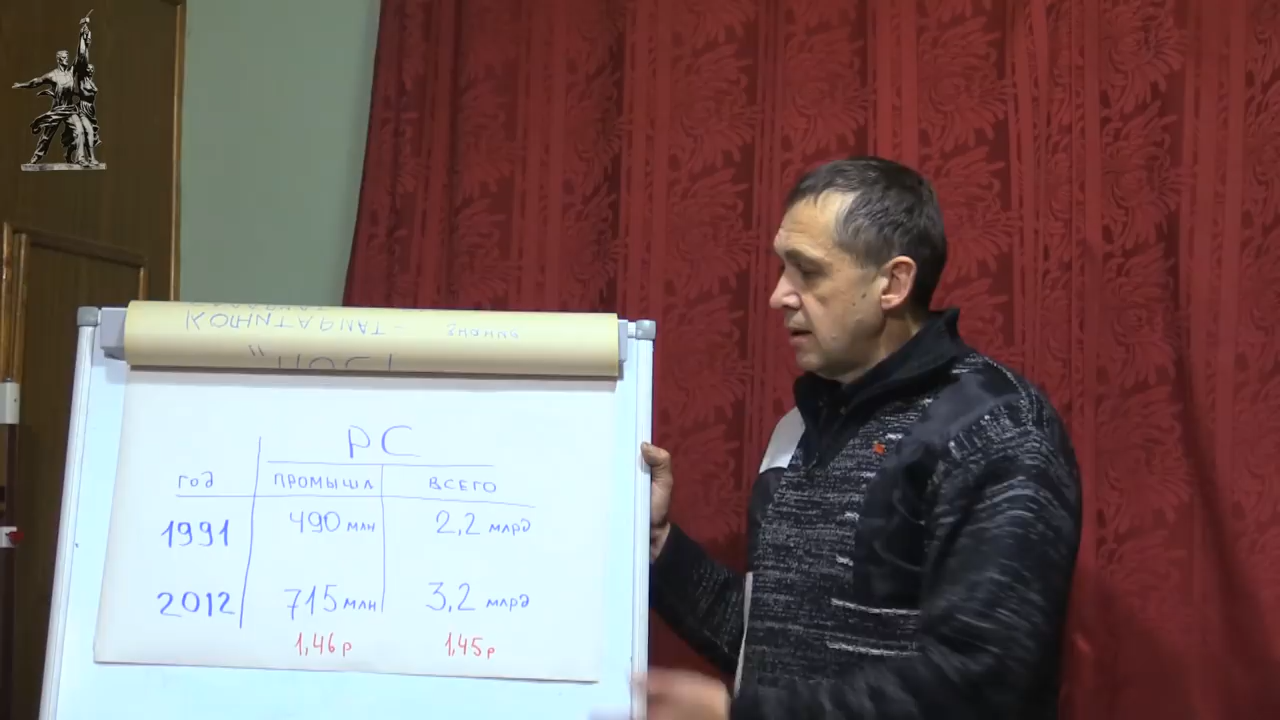 знания
РС
год ПРОМЫШЛ ВСЕГО
1991 490 млн 2,2 млрд
2012 715 млн 3,2 млрд
1,46 р 1,45 р